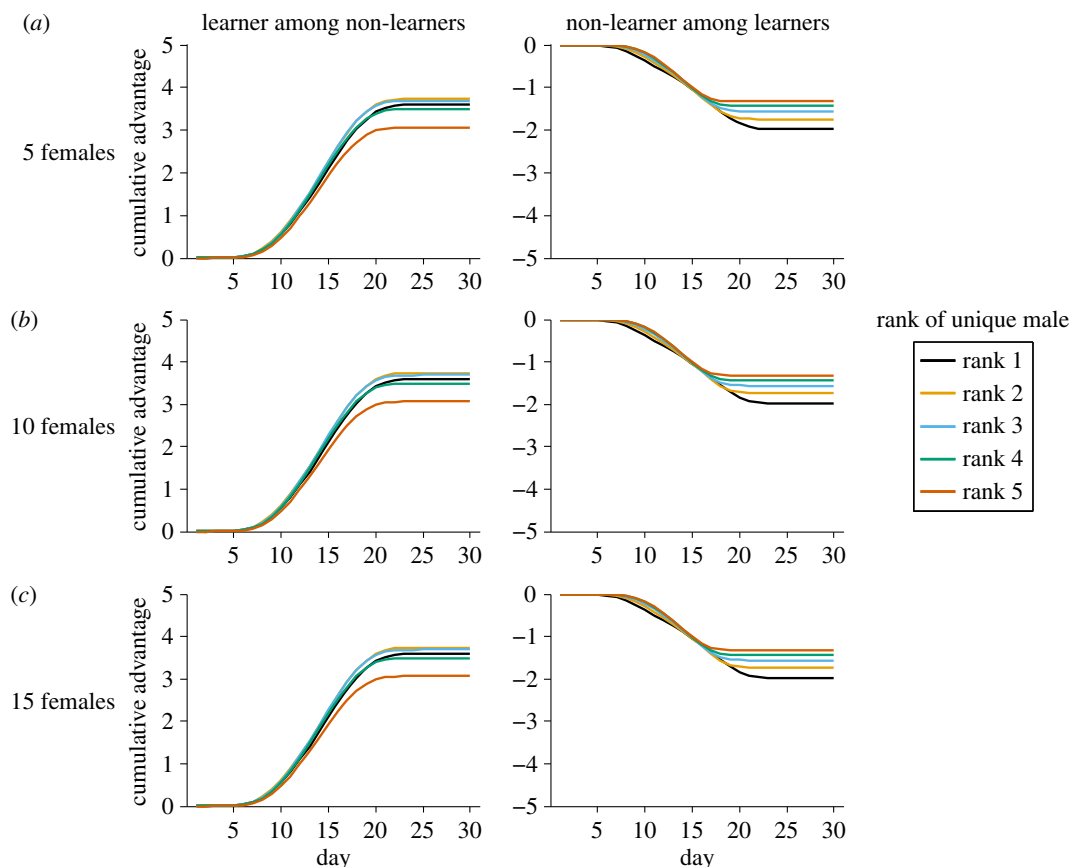 learner among non-learners
non-learner among learners
(a)
5 females
cumulative advantage
5
4
3
2
1
0
5 10 15 20 25 30
0
−1
−2
−3
−4
−5
5 10 15 20 25 30
(b)
10 females
cumulative advantage
5
4
3
2
1
0
5 10 15 20 25 30
0
−1
−2
−3
−4
−5
5 10 15 20 25 30
rank of unique male
rank 1
rank 2
rank 3
rank 4
rank 5
(c)
15 females
cumulative advantage
5
4
3
2
1
0
5 10 15 20 25 30
day
0
−1
−2
−3
−4
−5
5 10 15 20 25 30
day